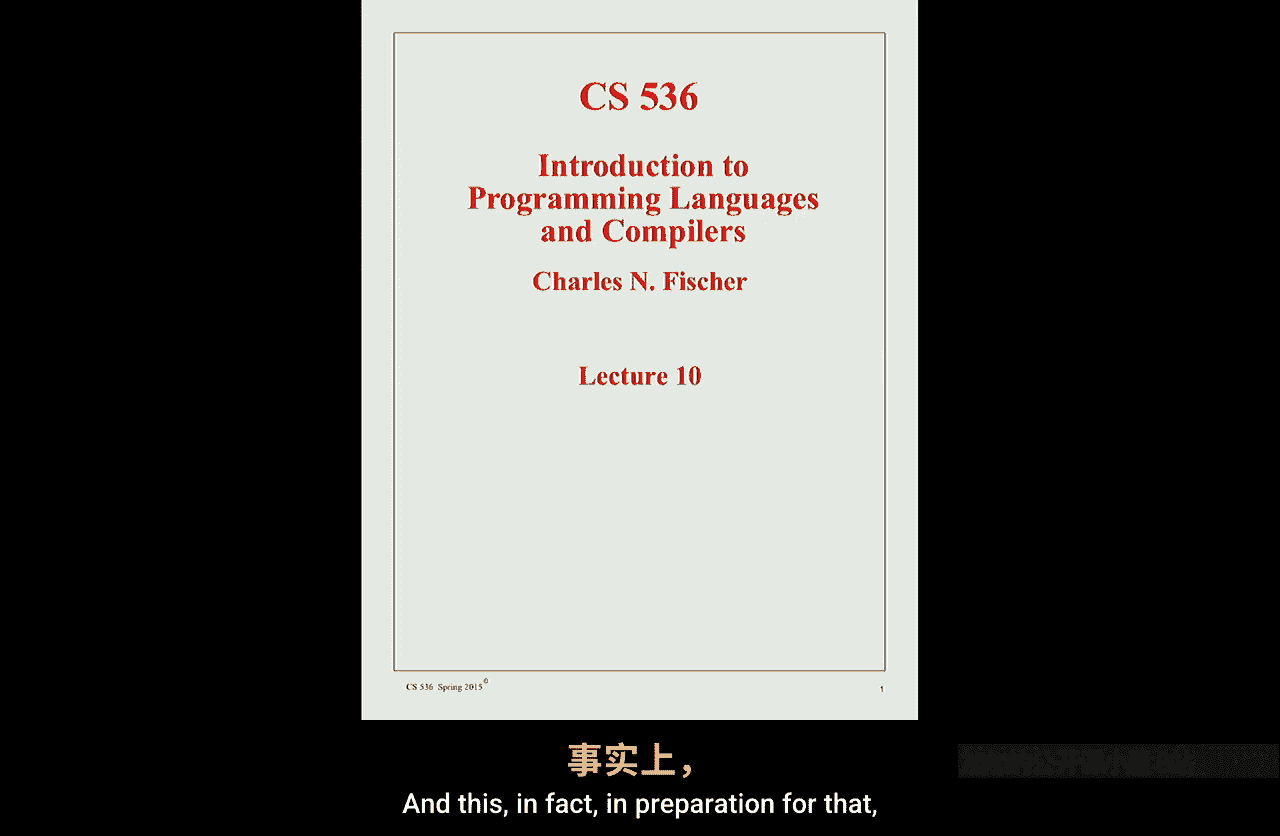 CS 536
Introduction to
Programming Languages
and Compilers
Charles N. Fischer
Lecture 10
CS 536 Spring 2015©
1
事实上，
And this, in fact, in preparation for that,